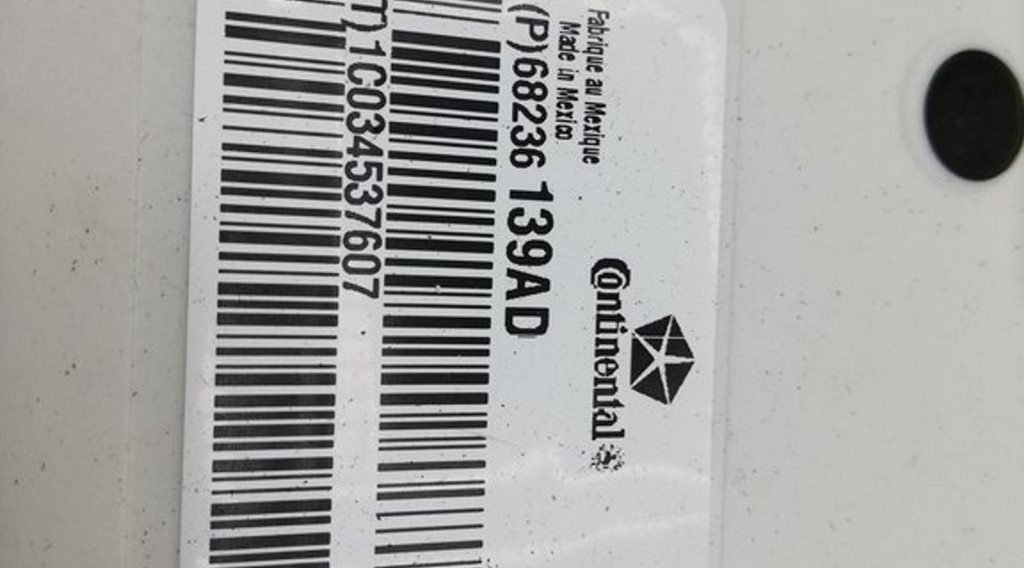 Continental
Fabrique au Mexique
Made in Mexico
(P)68236 139AD
T)1C034537607